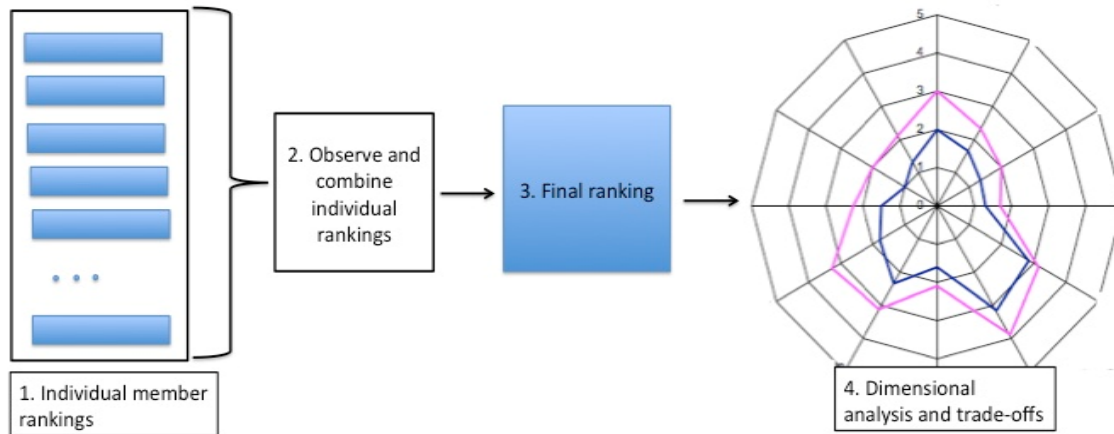 1. Individual member
rankings
2. Observe and
combine
individual
rankings
3. Final ranking
5
4
3
2
1
0
4. Dimensional
analysis and trade-offs